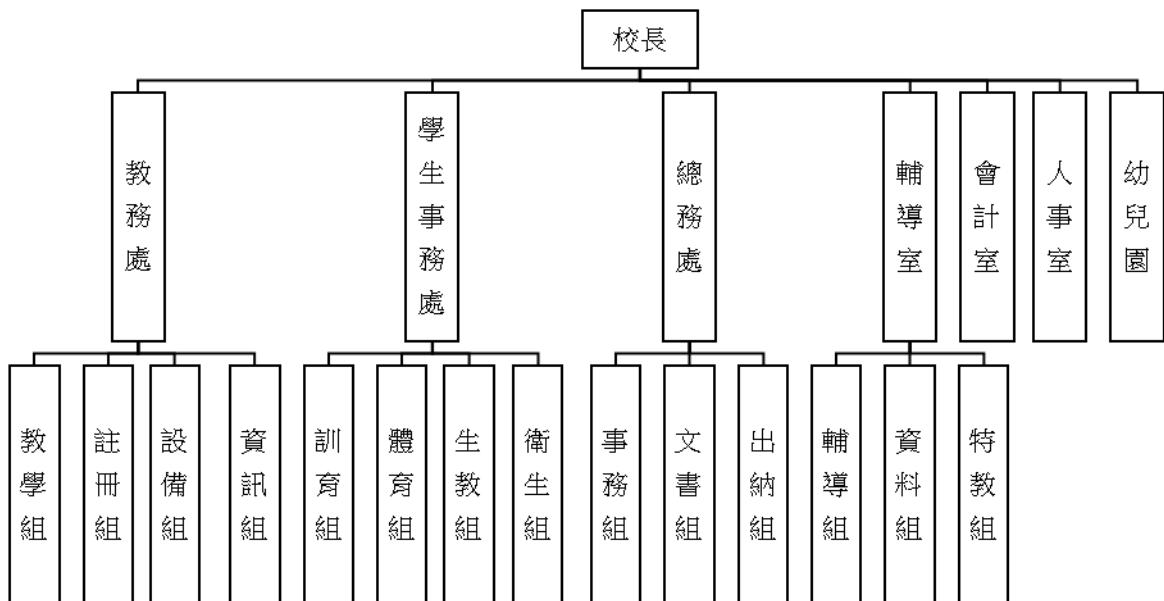 校長
教務處
學生事務處
總務處
輔導室
會計室
人事室
幼兒園
教學組
註冊組
設備組
資訊組
訓育組
體育組
生教組
衛生組
事務組
文書組
出納組
輔導組
資料組
特教組